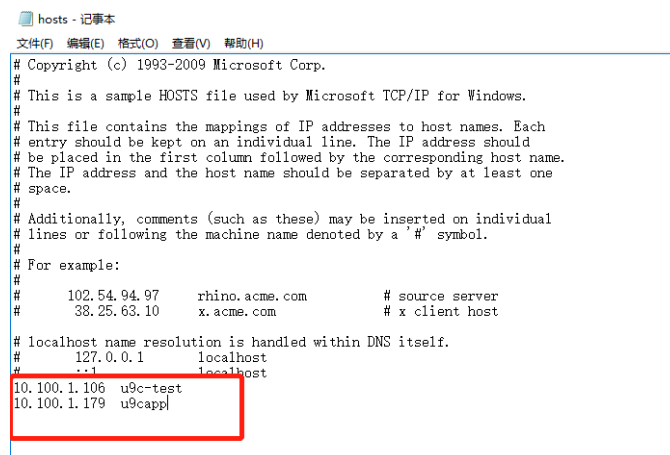 hosts - 记事本
文件(F) 编辑(E) 格式(O) 查看(V) 帮助(H)
# Copyright (c) 1993-2009 Microsoft Corp.
#
# This is a sample HOSTS file used by Microsoft TCP/IP for Windows.
#
# This file contains the mappings of IP addresses to host names. Each
# entry should be kept on an individual line. The IP address should
# be placed in the first column followed by the corresponding host name.
# The IP address and the host name should be separated by at least one
# space.
#
# Additionally, comments (such as these) may be inserted on individual
# lines or following the machine name denoted by a '#' symbol.
#
# For example:
#
#      102.54.94.97     rhino.acme.com          # source server
#       38.25.63.10     x.acme.com              # x client host

# localhost name resolution is handled within DNS itself.
#       127.0.0.1       localhost
#       ::1             localhost
10.100.1.106  u9c-test
10.100.1.179  u9capp